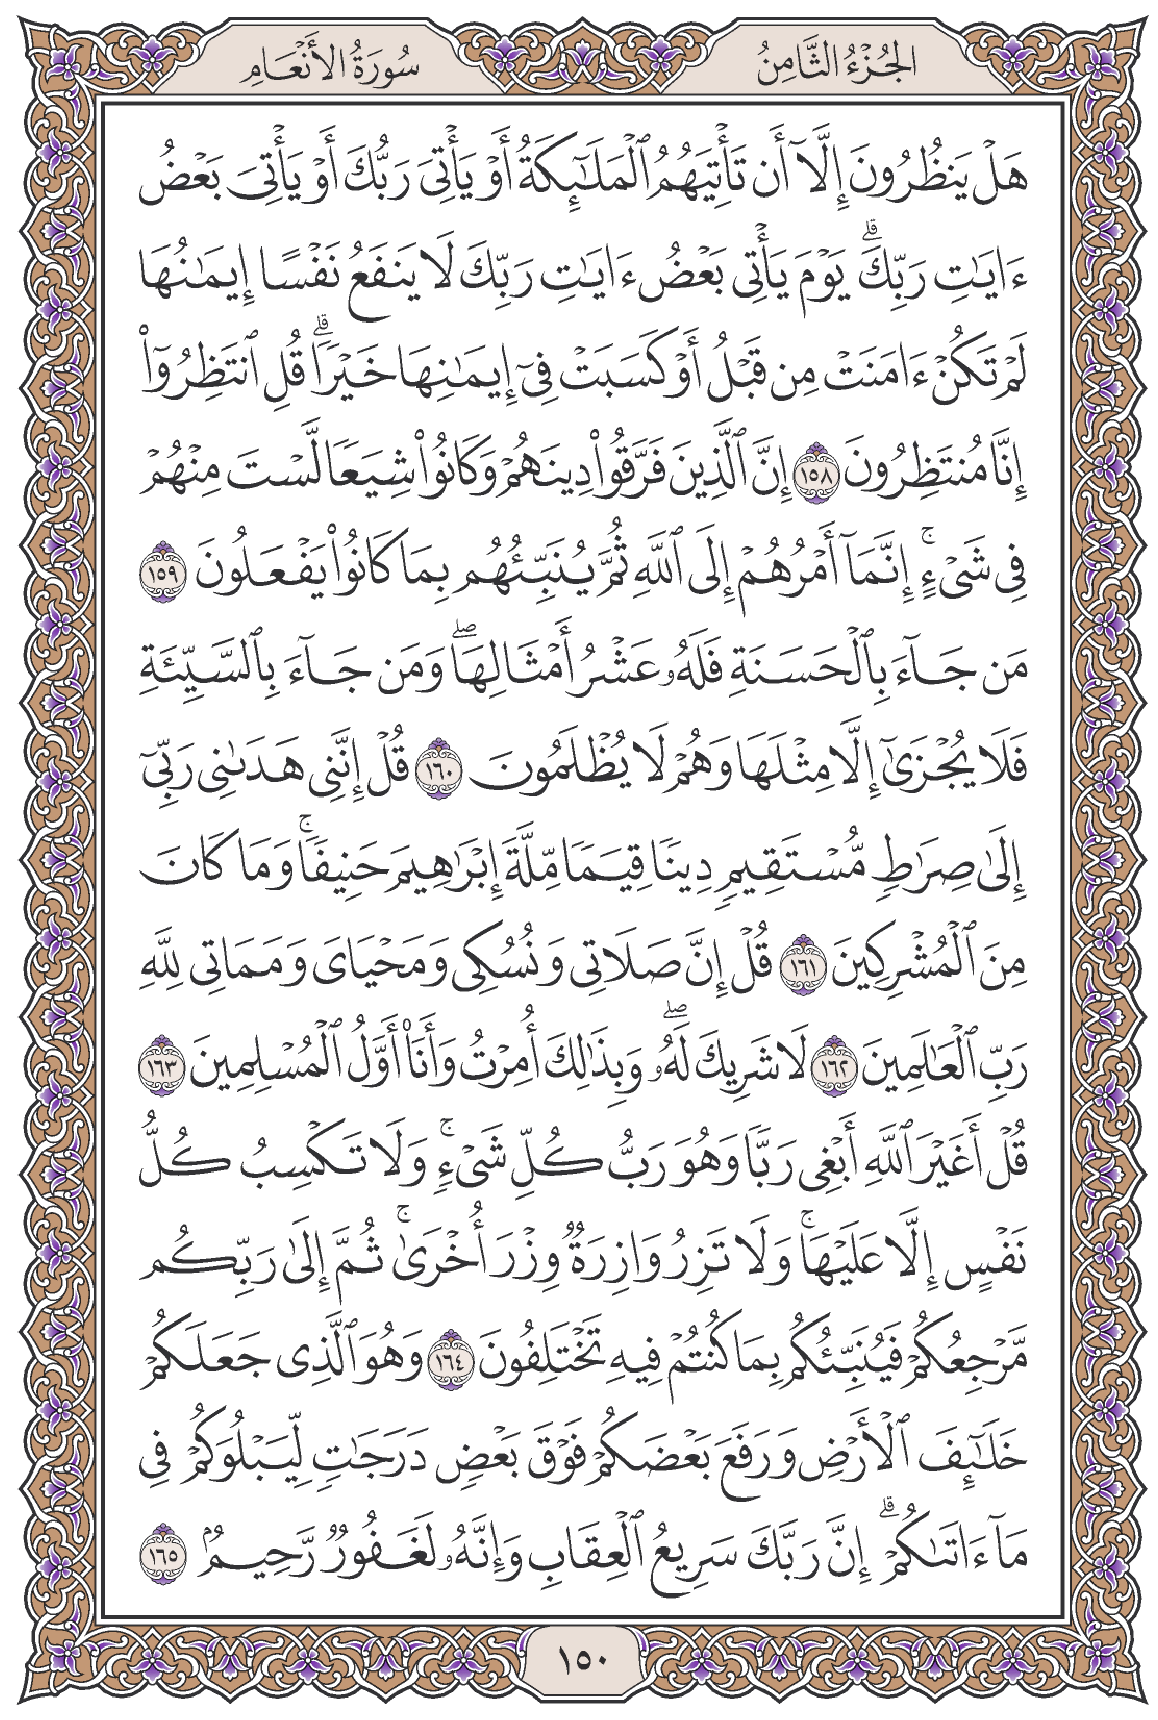 الجُزْءُ الثَّامِنُ
سُورَةُ الأَنْعَامِ
هَلْ يَنظُرُونَ إِلَّآ أَن تَأْتِيَهُمُ ٱلْمَلَـٰٓئِكَةُ أَوْ يَأْتِىَ رَبُّكَ أَوْ يَأْتِىَ بَعْضُ
ءَايَـٰتِ رَبِّكَ ۗ يَوْمَ يَأْتِى بَعْضُ ءَايَـٰتِ رَبِّكَ لَا يَنفَعُ نَفْسًا إِيمَـٰنُهَا
لَمْ تَكُنْ ءَامَنَتْ مِن قَبْلُ أَوْ كَسَبَتْ فِىٓ إِيمَـٰنِهَا خَيْرًا ۗ قُلِ ٱنتَظِرُوٓا۟
إِنَّا مُنتَظِرُونَ ١٥٨ إِنَّ ٱلَّذِينَ فَرَّقُوا۟ دِينَهُمْ وَكَانُوا۟ شِيَعًا لَّسْتَ مِنْهُمْ
فِى شَىْءٍ ۚ إِنَّمَآ أَمْرُهُمْ إِلَى ٱللَّهِ ثُمَّ يُنَبِّئُهُم بِمَا كَانُوا۟ يَفْعَلُونَ ١٥٩
مَن جَآءَ بِٱلْحَسَنَةِ فَلَهُۥ عَشْرُ أَمْثَالِهَا ۖ وَمَن جَآءَ بِٱلسَّيِّئَةِ
فَلَا يُجْزَىٰٓ إِلَّا مِثْلَهَا وَهُمْ لَا يُظْلَمُونَ ١٦٠ قُلْ إِنَّنِى هَدَىٰنِى رَبِّىٓ
إِلَىٰ صِرَٰطٍ مُّسْتَقِيمٍ دِينًا قِيَمًا مِّلَّةَ إِبْرَٰهِيمَ حَنِيفًا ۚ وَمَا كَانَ
مِنَ ٱلْمُشْرِكِينَ ١٦١ قُلْ إِنَّ صَلَاتِى وَنُسُكِى وَمَحْيَاىَ وَمَمَاتِى لِلَّهِ
رَبِّ ٱلْعَـٰلَمِينَ ١٦٢ لَا شَرِيكَ لَهُۥ ۖ وَبِذَٰلِكَ أُمِرْتُ وَأَنَا۠ أَوَّلُ ٱلْمُسْلِمِينَ ١٦٣
قُلْ أَغَيْرَ ٱللَّهِ أَبْغِى رَبًّا وَهُوَ رَبُّ كُلِّ شَىْءٍ ۚ وَلَا تَكْسِبُ كُلُّ
نَفْسٍ إِلَّا عَلَيْهَا ۚ وَلَا تَزِرُ وَازِرَةٌ وِزْرَ أُخْرَىٰ ۚ ثُمَّ إِلَىٰ رَبِّكُم
مَّرْجِعُكُمْ فَيُنَبِّئُكُم بِمَا كُنتُمْ فِيهِ تَخْتَلِفُونَ ١٦٤ وَهُوَ ٱلَّذِى جَعَلَكُمْ
خَلَـٰٓئِفَ ٱلْأَرْضِ وَرَفَعَ بَعْضَكُمْ فَوْقَ بَعْضٍ دَرَجَـٰتٍ لِّيَبْلُوَكُمْ فِى
مَآ ءَاتَىٰكُمْ ۗ إِنَّ رَبَّكَ سَرِيعُ ٱلْعِقَابِ وَإِنَّهُۥ لَغَفُورٌ رَّحِيمٌۢ ١٦٥
١٥٠